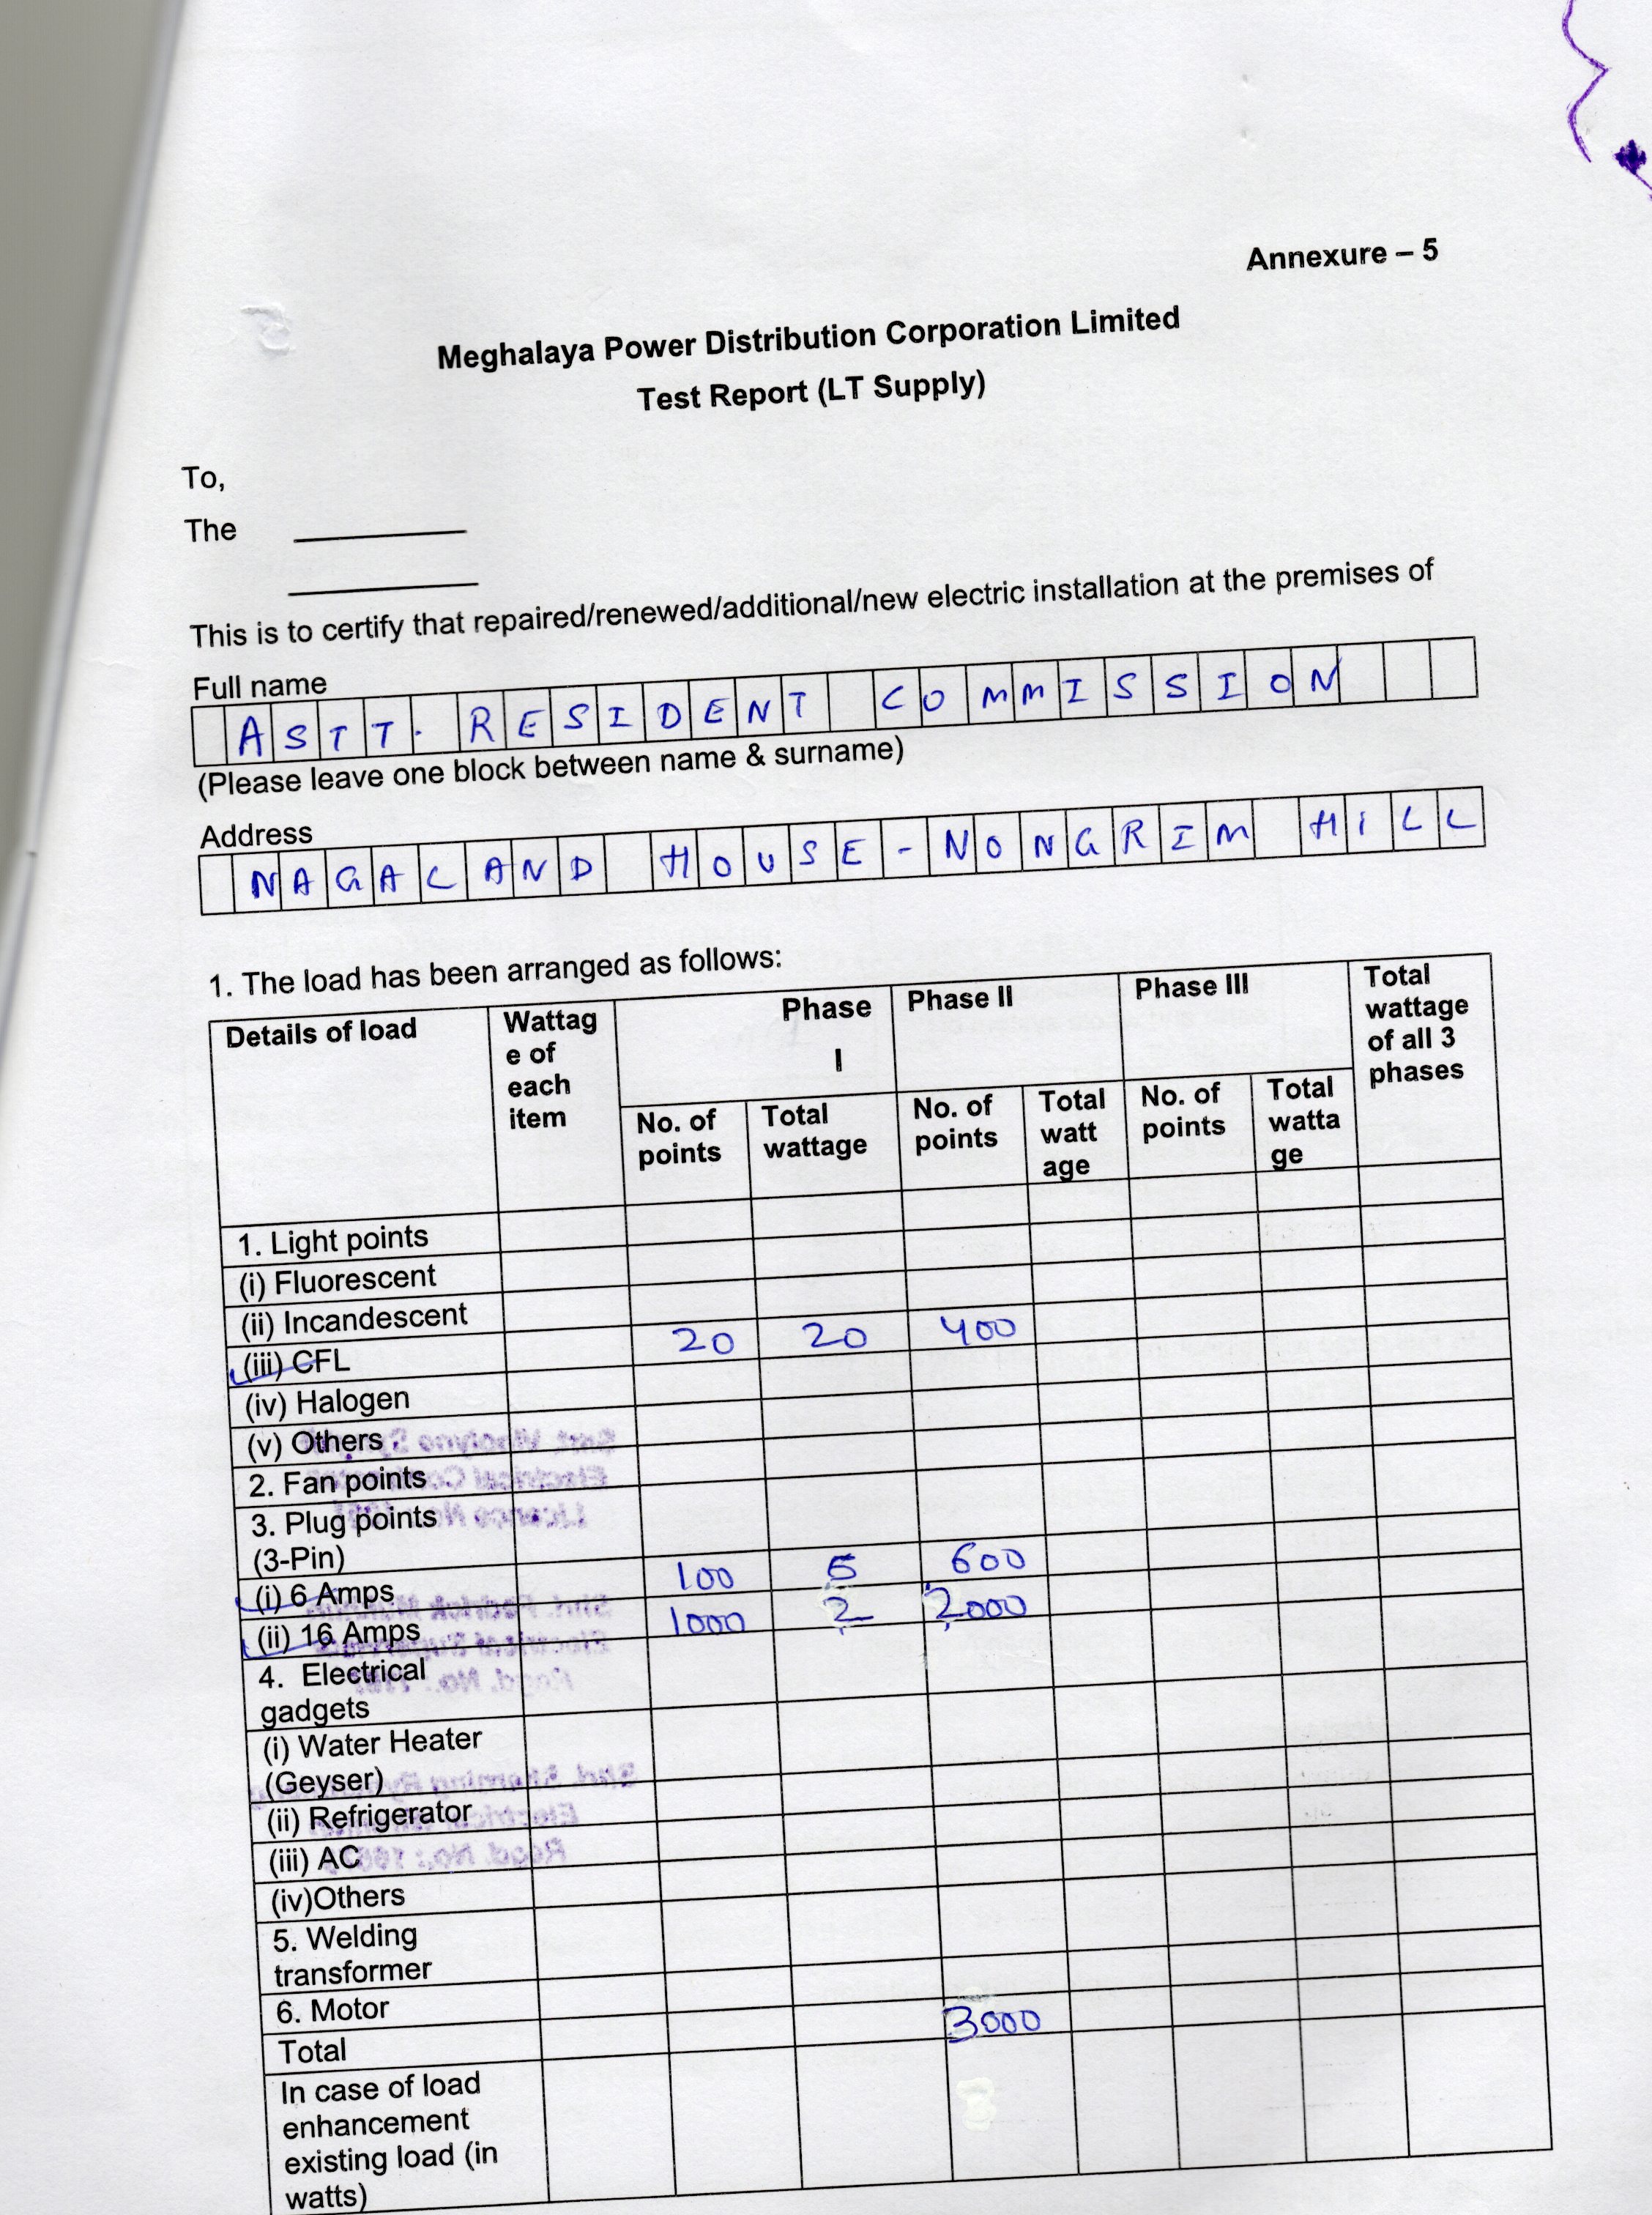 Annexure – 5
Meghalaya Power Distribution Corporation Limited
Test Report (LT Supply)
To,
The
This is to certify that repaired/renewed/additional/new electric installation at the premises of
Full name
ASTT. RESIDENT COMMISSION
(Please leave one block between name & surname)
Address
NAGALAND HOUSE - NONGRIM HILL
1. The load has been arranged as follows:
Details of load
Wattag
e of
each
item
Phase
I
Phase II
Phase III
Total
wattage
of all 3
phases
No. of
points
Total
wattage
No. of
points
Total
watt
age
No. of
points
Total
watta
ge
1. Light points
(i) Fluorescent
(ii) Incandescent
(iii) CFL 20 20 400
(iv) Halogen
(v) Others
2. Fan points
3. Plug points
(3-Pin)
(i) 6 Amps 100 5 600
(ii) 16 Amps 1000 2 2000
4. Electrical
gadgets
(i) Water Heater
(Geyser)
(ii) Refrigerator
(iii) AC
(iv)Others
5. Welding
transformer
6. Motor
Total 3000
In case of load
enhancement
existing load (in
watts)